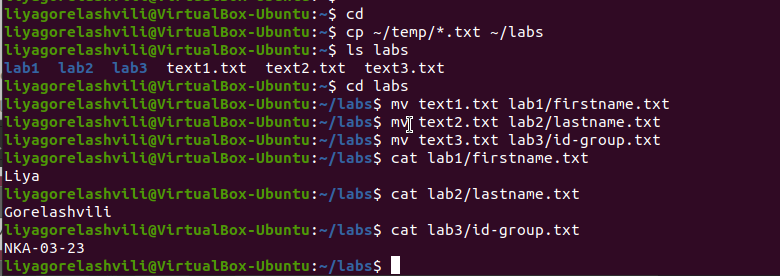 liyagorelashvili@VirtualBox-Ubuntu:~$ cd
liyagorelashvili@VirtualBox-Ubuntu:~$ cp ~/temp/*.txt ~/labs
liyagorelashvili@VirtualBox-Ubuntu:~$ ls labs
lab1  lab2  lab3  text1.txt  text2.txt  text3.txt
liyagorelashvili@VirtualBox-Ubuntu:~$ cd labs
liyagorelashvili@VirtualBox-Ubuntu:~/labs$ mv text1.txt lab1/firstname.txt
liyagorelashvili@VirtualBox-Ubuntu:~/labs$ mv text2.txt lab2/lastname.txt
liyagorelashvili@VirtualBox-Ubuntu:~/labs$ mv text3.txt lab3/id-group.txt
liyagorelashvili@VirtualBox-Ubuntu:~/labs$ cat lab1/firstname.txt
Liya
liyagorelashvili@VirtualBox-Ubuntu:~/labs$ cat lab2/lastname.txt
Gorelashvili
liyagorelashvili@VirtualBox-Ubuntu:~/labs$ cat lab3/id-group.txt
NKA-03-23
liyagorelashvili@VirtualBox-Ubuntu:~/labs$